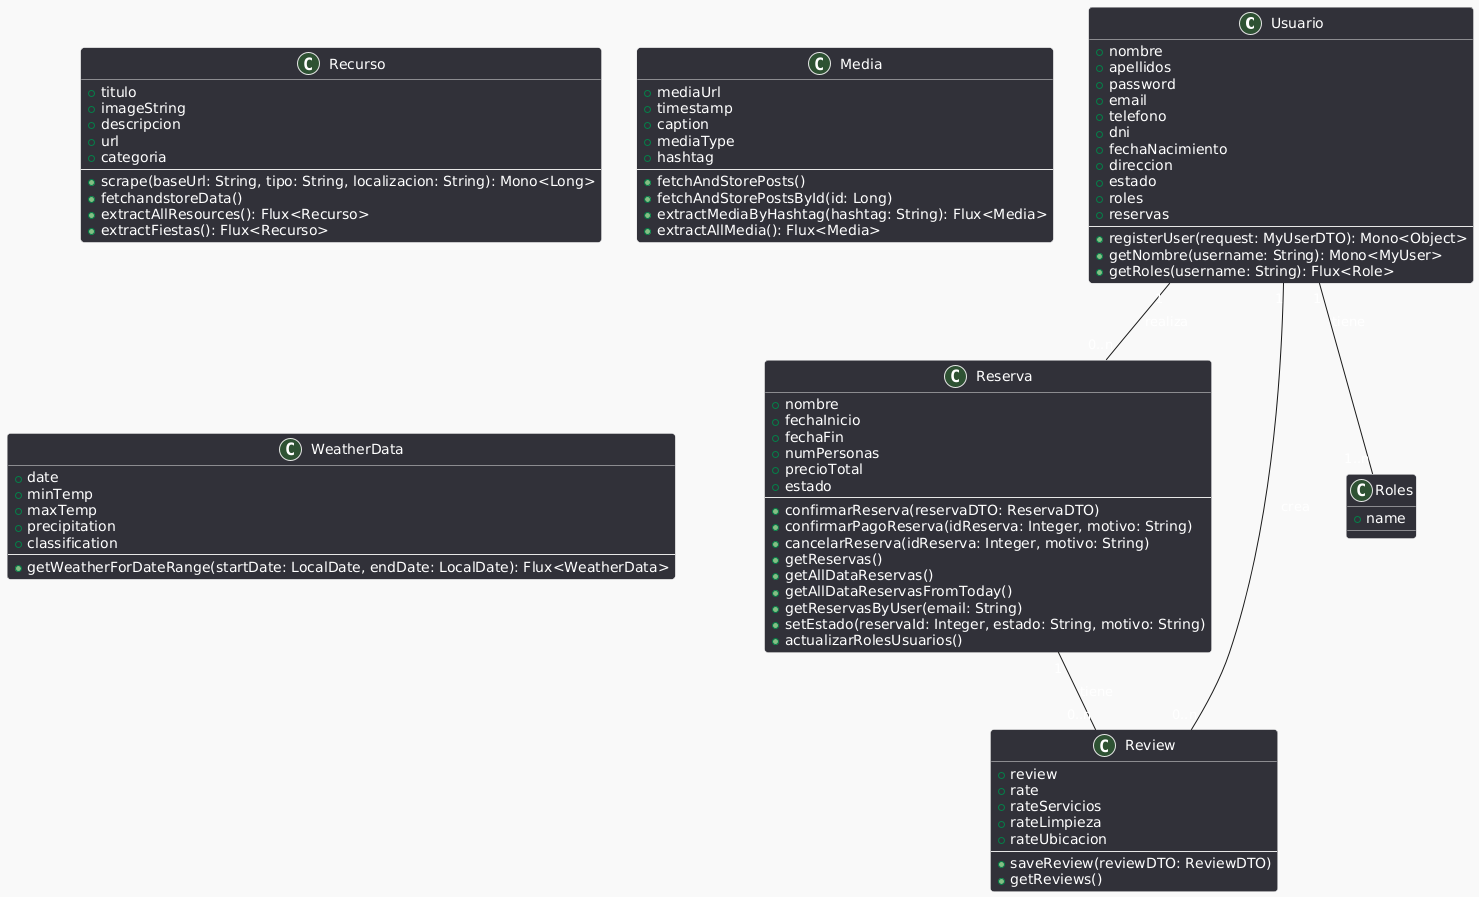 Recurso
titulo
imageString
descripcion
url
categoria
scrape(baseUrl: String, tipo: String, localizacion: String): Mono<Long>
fetchandstoreData()
extractAllResources(): Flux<Recurso>
extractFiestas(): Flux<Recurso>
Media
mediaUrl
timestamp
caption
mediaType
hashtag
fetchAndStorePosts()
fetchAndStorePostsById(id: Long)
extractMediaByHashtag(hashtag: String): Flux<Media>
extractAllMedia(): Flux<Media>
Usuario
nombre
apellidos
password
email
telefono
dni
fechaNacimiento
direccion
estado
roles
reservas
registerUser(request: MyUserDTO): Mono<Object>
getNombre(username: String): Mono<MyUser>
getRoles(username: String): Flux<Role>
WeatherData
date
minTemp
maxTemp
precipitation
classification
getWeatherForDateRange(startDate: LocalDate, endDate: LocalDate): Flux<WeatherData>
Reserva
nombre
fechaInicio
fechaFin
numPersonas
precioTotal
estado
confirmarReserva(reservaDTO: ReservaDTO)
confirmarPagoReserva(idReserva: Integer, motivo: String)
cancelarReserva(idReserva: Integer, motivo: String)
getReservas()
getAllDataReservas()
getAllDataReservasFromToday()
getReservasByUser(email: String)
setEstado(reservaId: Integer, estado: String, motivo: String)
actualizarRolesUsuarios()
Roles
name
Review
review
rate
rateServicios
rateLimpieza
rateUbicacion
saveReview(reviewDTO: ReviewDTO)
getReviews()